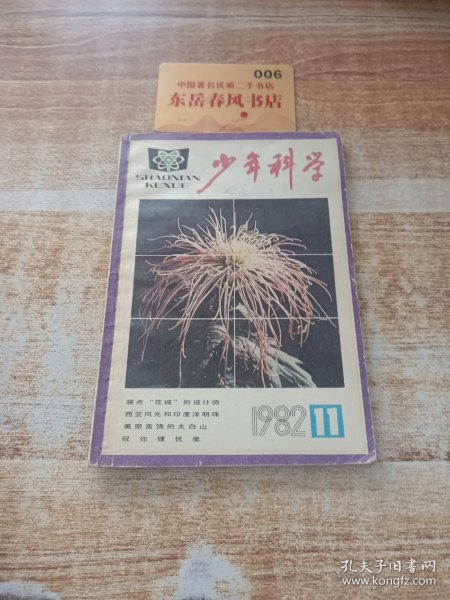 006
中国著名优质二手书店
东岳春风书店
SHAONIAN
KEXUE
少年科学
装点“花城”的设计师
西亚风光和印度洋明珠
美丽富饶的太白山
祝你健优美
1982 11
孔夫子旧书网
www.kongfz.com